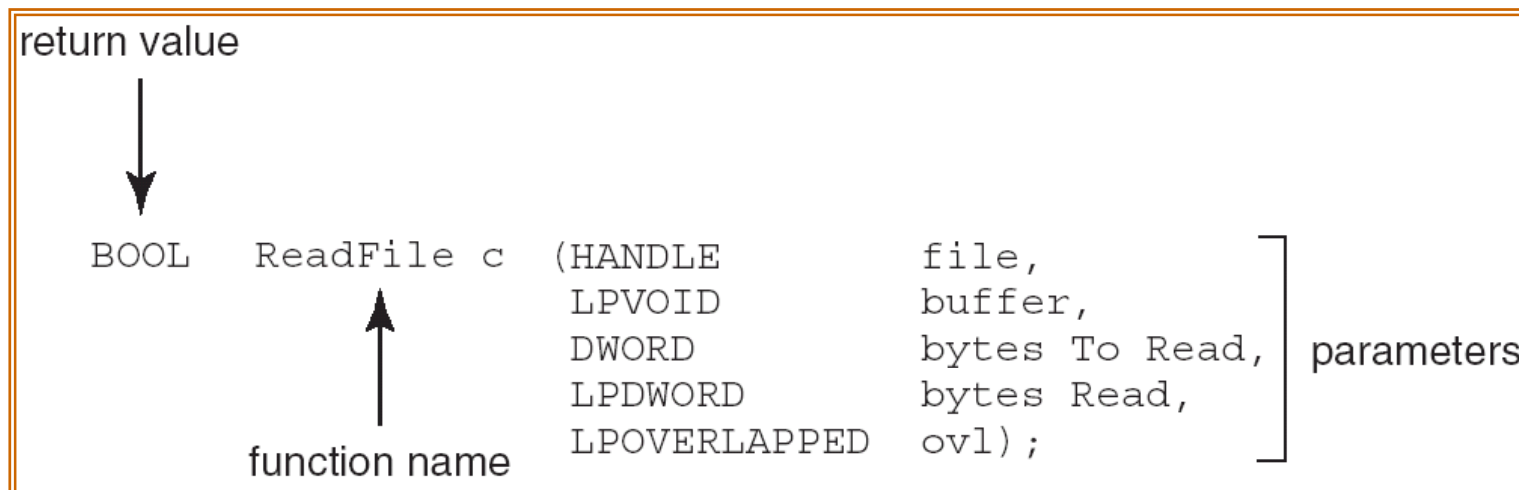 return value
BOOL ReadFile c (HANDLE file,
LPVOID buffer,
DWORD bytes To Read,
LPDWORD bytes Read,
LPOVERLAPPED ovl);
parameters
function name